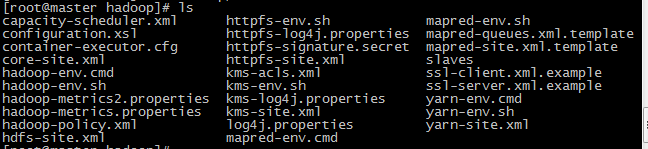 [root@master hadoop]# ls
capacity-scheduler.xml httpfs-env.sh mapred-env.sh
configuration.xsl httpfs-log4j.properties mapred-queues.xml.template
container-executor.cfg httpfs-signature.secret mapred-site.xml.template
core-site.xml httpfs-site.xml slaves
hadoop-env.cmd kms-acls.xml ssl-client.xml.example
hadoop-env.sh kms-env.sh ssl-server.xml.example
hadoop-metrics2.properties kms-log4j.properties yarn-env.cmd
hadoop-metrics.properties kms-site.xml yarn-env.sh
hadoop-policy.xml log4j.properties yarn-site.xml
hdfs-site.xml mapred-env.cmd
[root@master hadoop]#